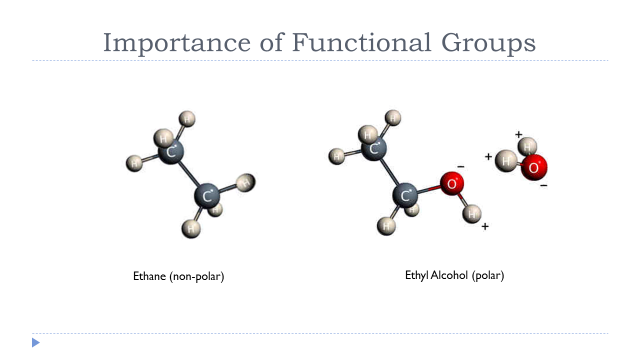 Importance of Functional Groups
H
H
H
C
C
H
H
H
H
H
C
C
H
H
O
−
H
+
+
+
H
H
O
−
Ethane (non-polar)
Ethyl Alcohol (polar)